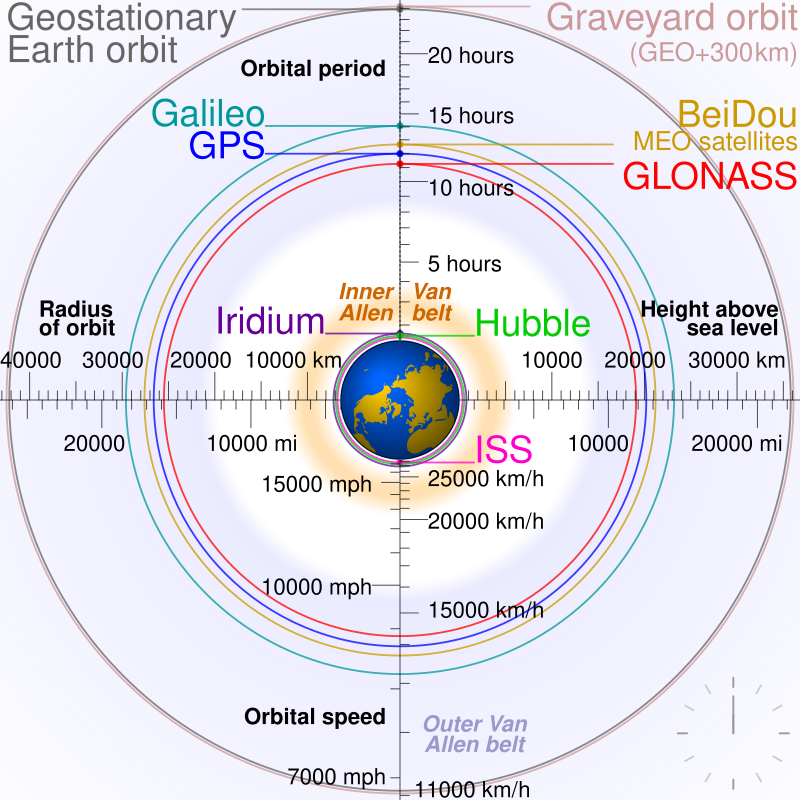 Geostationary
Earth orbit
Graveyard orbit
(GEO+300km)
20 hours
Orbital period
Galileo
15 hours
BeiDou
MEO satellites
GPS
GLONASS
10 hours
5 hours
Inner Van
Allen belt
Radius
of orbit
Height above
sea level
Iridium
Hubble
40000 30000 20000 10000 km
10000 20000 30000 km
20000 10000 mi
10000 20000 mi
ISS
15000 mph
25000 km/h
20000 km/h
10000 mph
15000 km/h
Orbital speed
Outer Van
Allen belt
7000 mph
11000 km/h